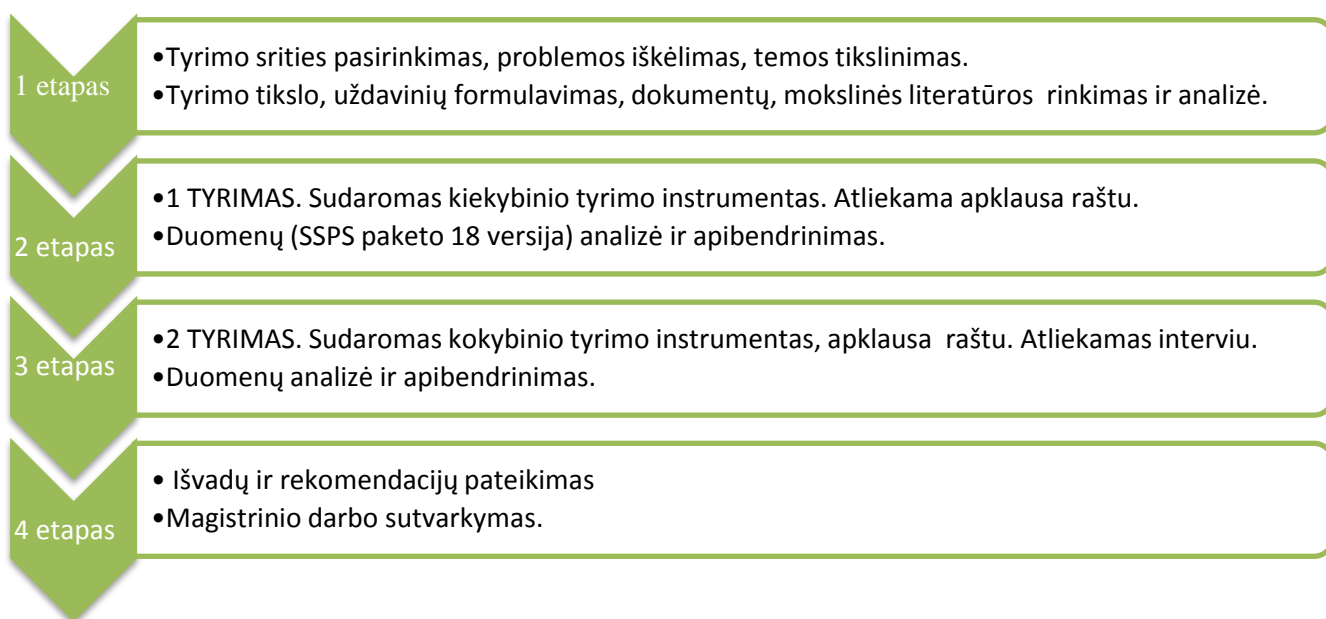 1 etapas
•Tyrimo srities pasirinkimas, problemos iškėlimas, temos tikslinimas.
•Tyrimo tikslo, uždavinių formulavimas, dokumentų, mokslinės literatūros rinkimas ir analizė.
2 etapas
•1 TYRIMAS. Sudaromas kiekybinio tyrimo instrumentas. Atliekama apklausa raštu.
•Duomenų (SSPS paketo 18 versija) analizė ir apibendrinimas.
3 etapas
•2 TYRIMAS. Sudaromas kokybinio tyrimo instrumentas, apklausa raštu. Atliekamas interviu.
•Duomenų analizė ir apibendrinimas.
4 etapas
• Išvadų ir rekomendacijų pateikimas
•Magistrinio darbo sutvarkymas.